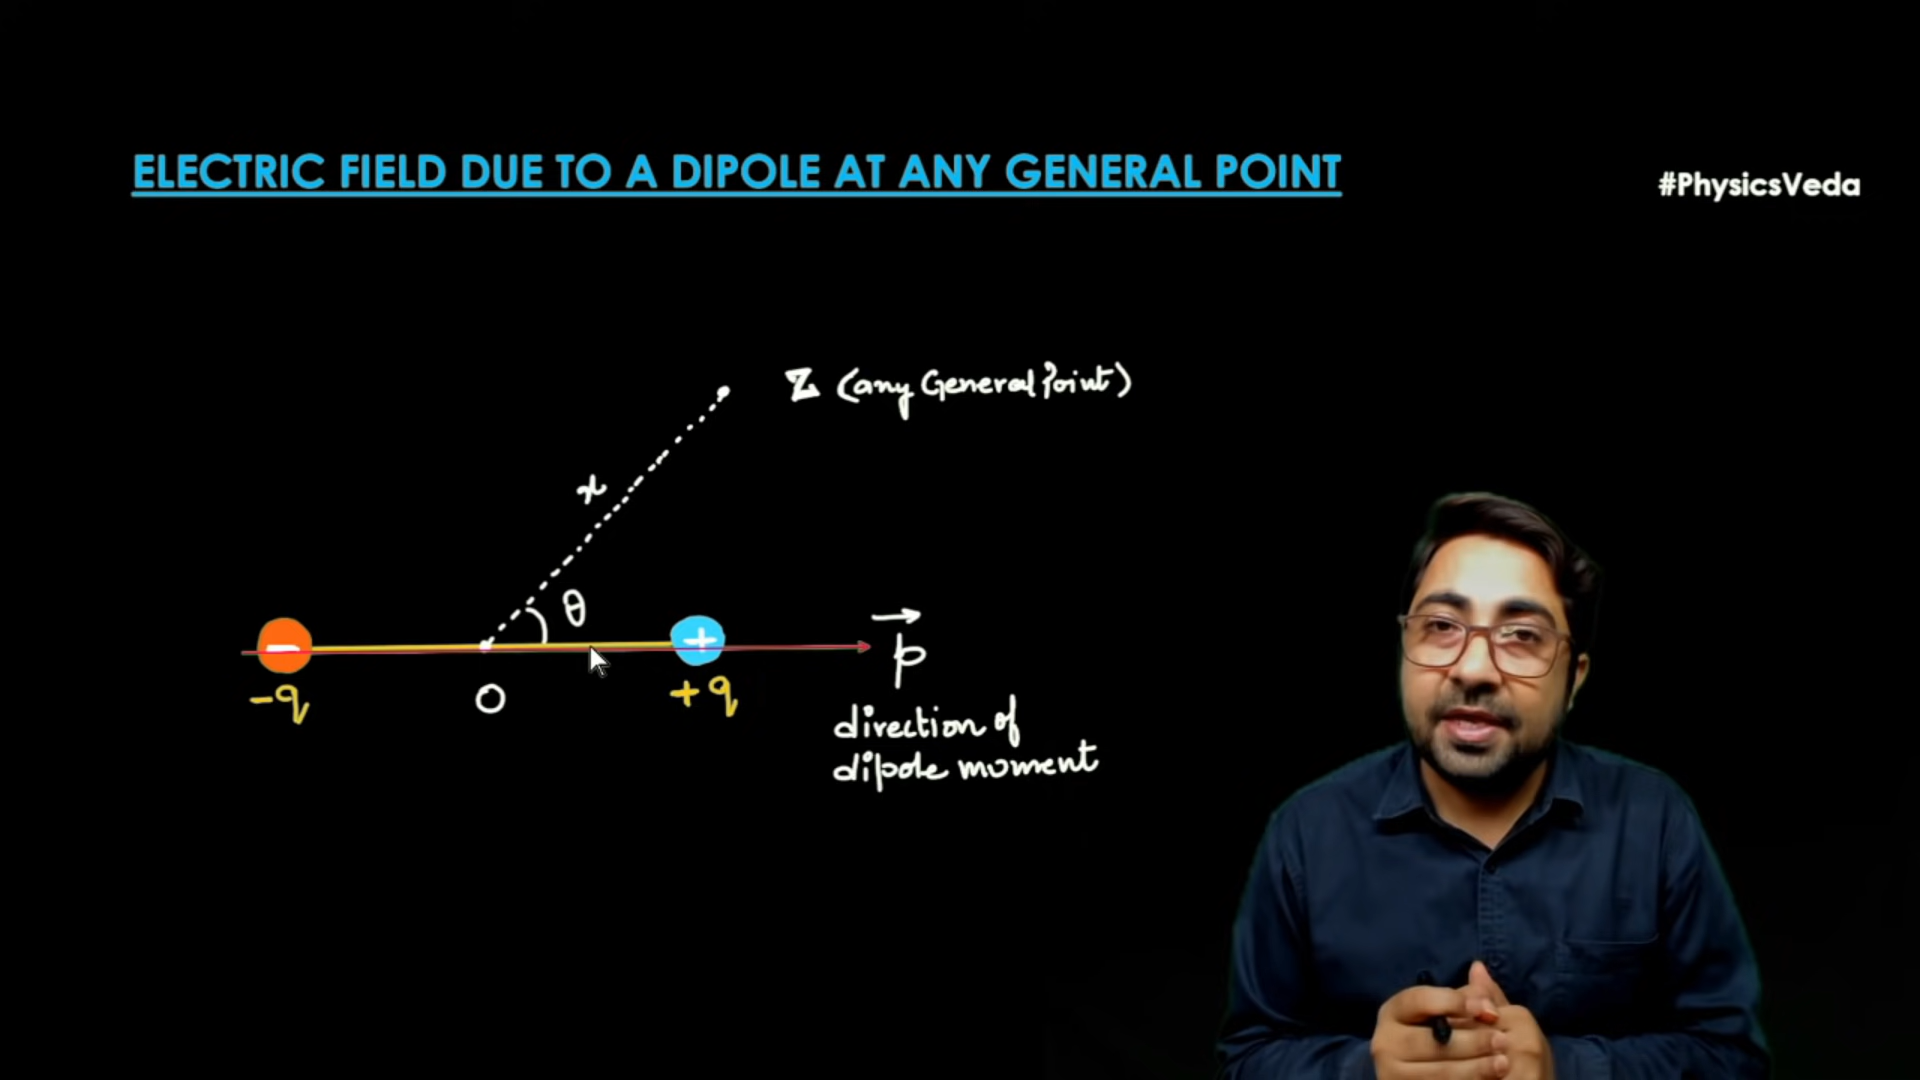 ELECTRIC FIELD DUE TO A DIPOLE AT ANY GENERAL POINT
#PhysicsVeda
Z (any General Point)
x
θ
−
+
p
-q
O
+q
direction of
dipole moment